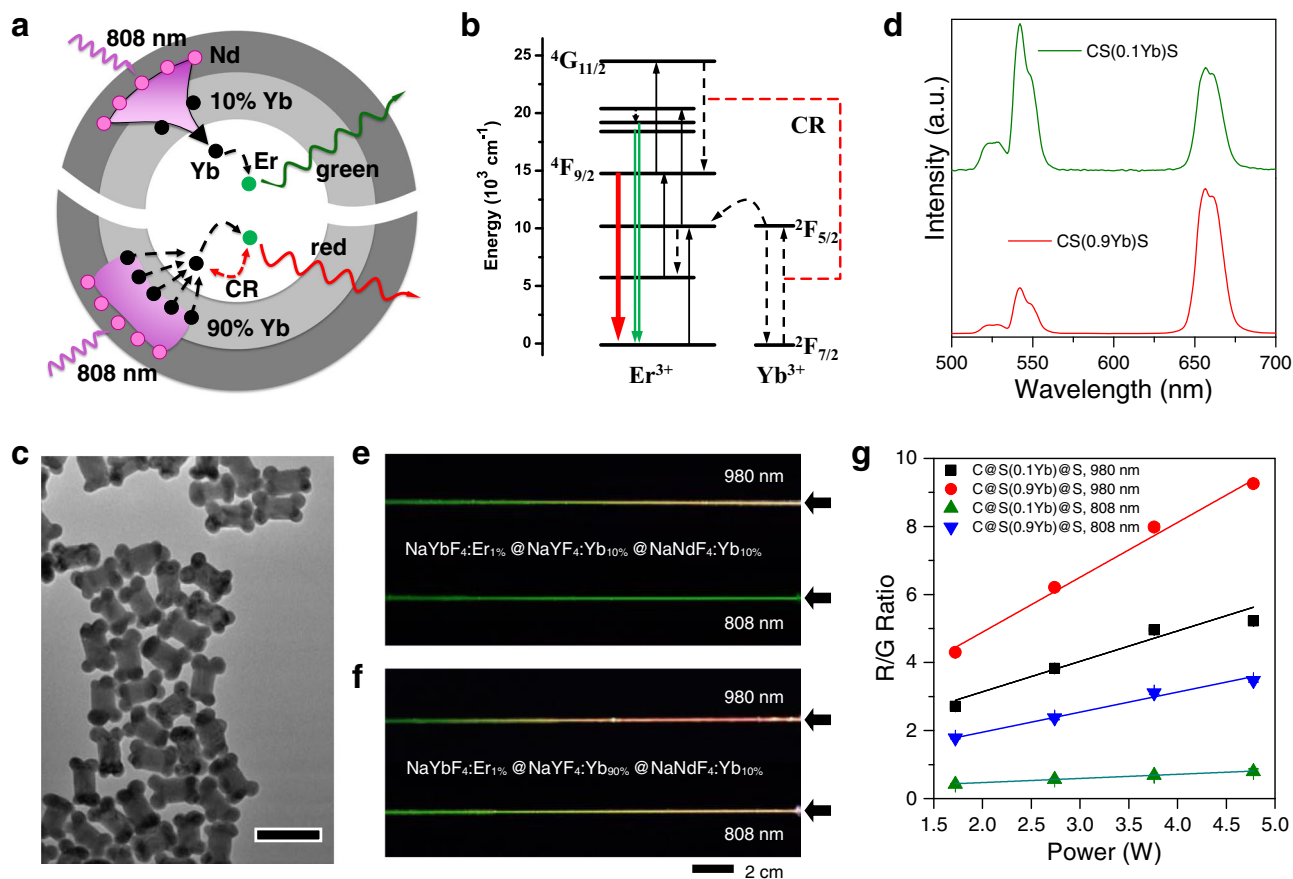 a
808 nm
Nd
10% Yb
Yb
Er
green
red
CR
90% Yb
808 nm
b
Energy (10³ cm⁻¹)
25
20
15
10
5
0
⁴G₁₁/₂
⁴F₉/₂
CR
²F₅/₂
²F₇/₂
Er³⁺
Yb³⁺
d
Intensity (a.u.)
CS(0.1Yb)S
CS(0.9Yb)S
500 550 600 650 700
Wavelength (nm)
c
e
980 nm
NaYbF₄:Er₁% @NaYF₄:Yb₁₀% @NaNdF₄:Yb₁₀%
808 nm
f
980 nm
NaYbF₄:Er₁% @NaYF₄:Yb₉₀% @NaNdF₄:Yb₁₀%
808 nm
2 cm
g
R/G Ratio
10
8
6
4
2
0
C@S(0.1Yb)@S, 980 nm
C@S(0.9Yb)@S, 980 nm
C@S(0.1Yb)@S, 808 nm
C@S(0.9Yb)@S, 808 nm
1.5 2.0 2.5 3.0 3.5 4.0 4.5 5.0
Power (W)